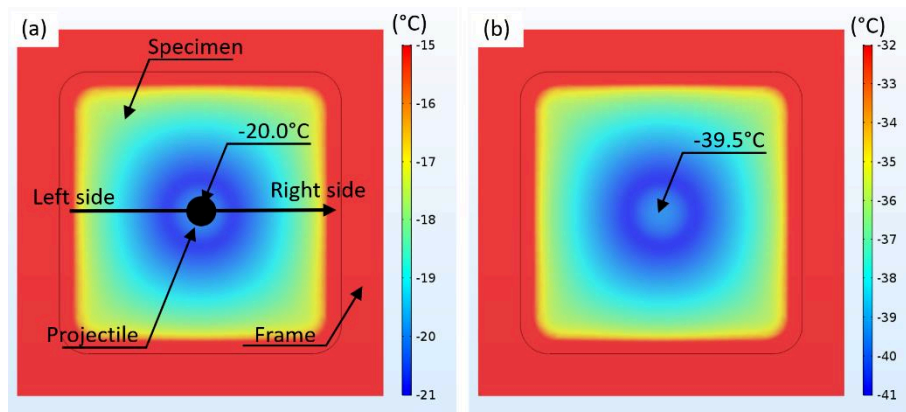 (a)
(°C)
Specimen
-20.0°C
Left side
Right side
Projectile
Frame
-15
-16
-17
-18
-19
-20
-21
(b)
(°C)
-39.5°C
-32
-33
-34
-35
-36
-37
-38
-39
-40
-41